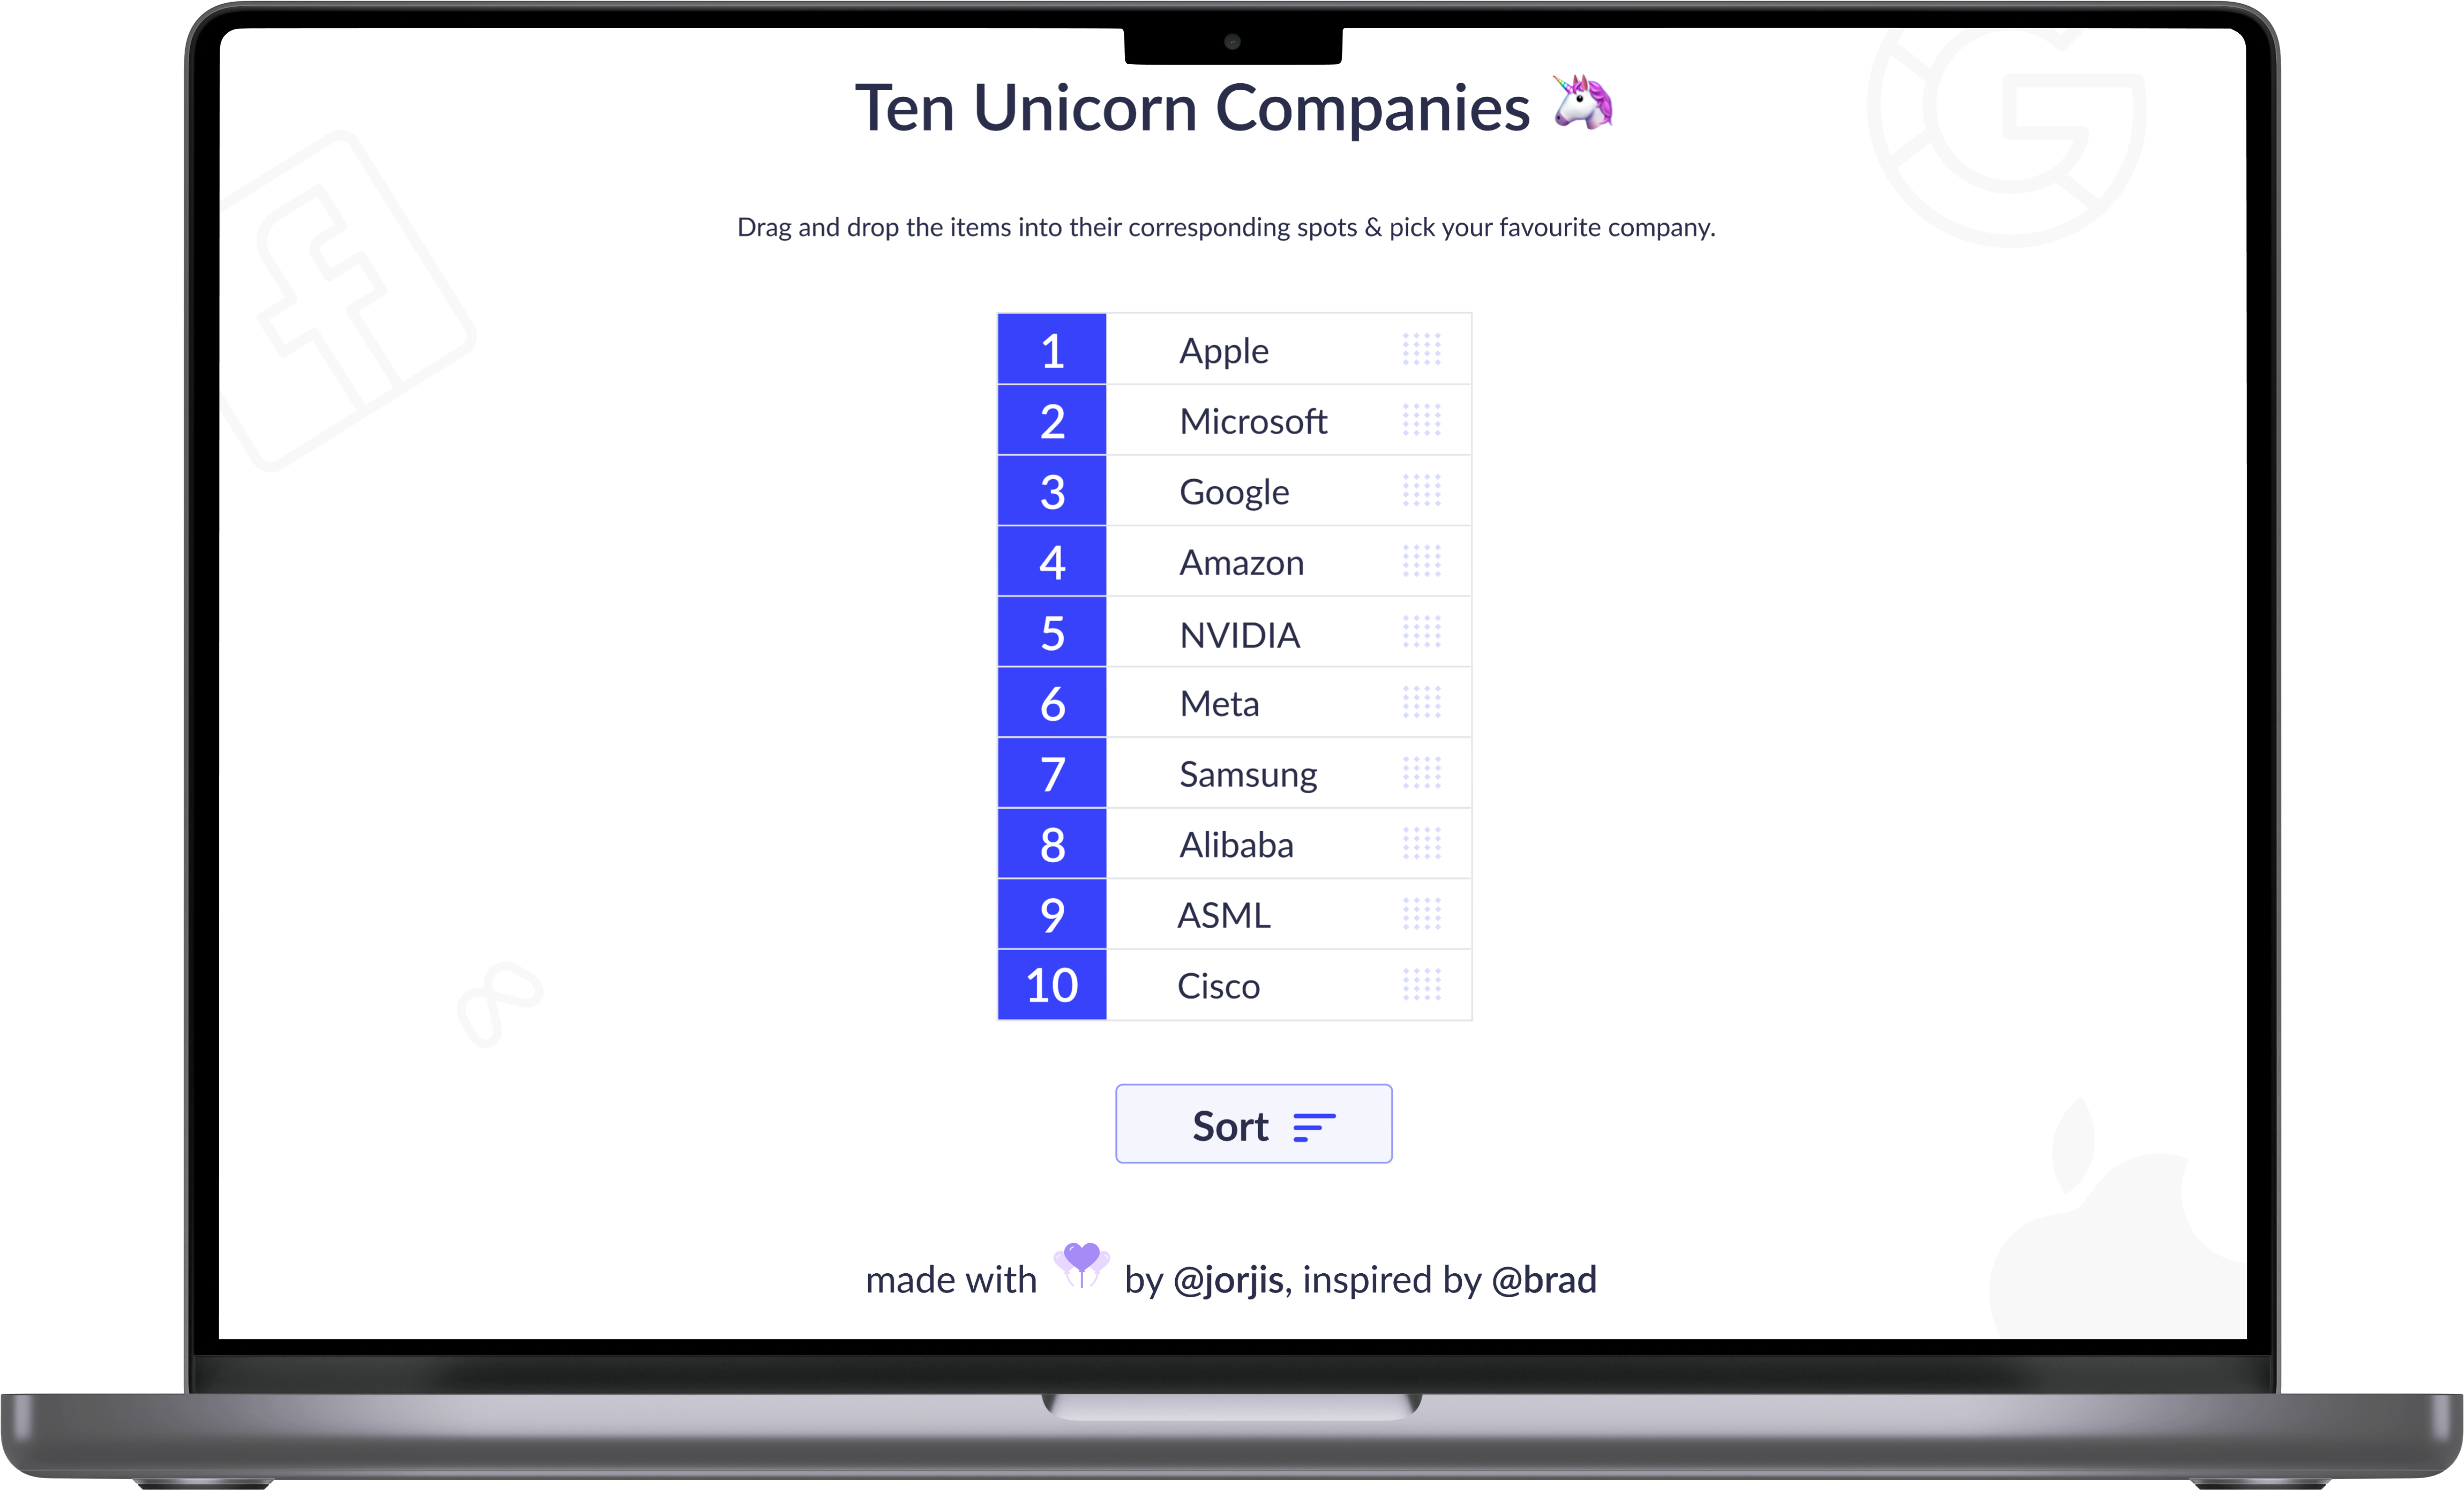 Ten Unicorn Companies 🦄
Drag and drop the items into their corresponding spots & pick your favourite company.
1 Apple
2 Microsoft
3 Google
4 Amazon
5 NVIDIA
6 Meta
7 Samsung
8 Alibaba
9 ASML
10 Cisco
Sort
made with by @jorjis, inspired by @brad